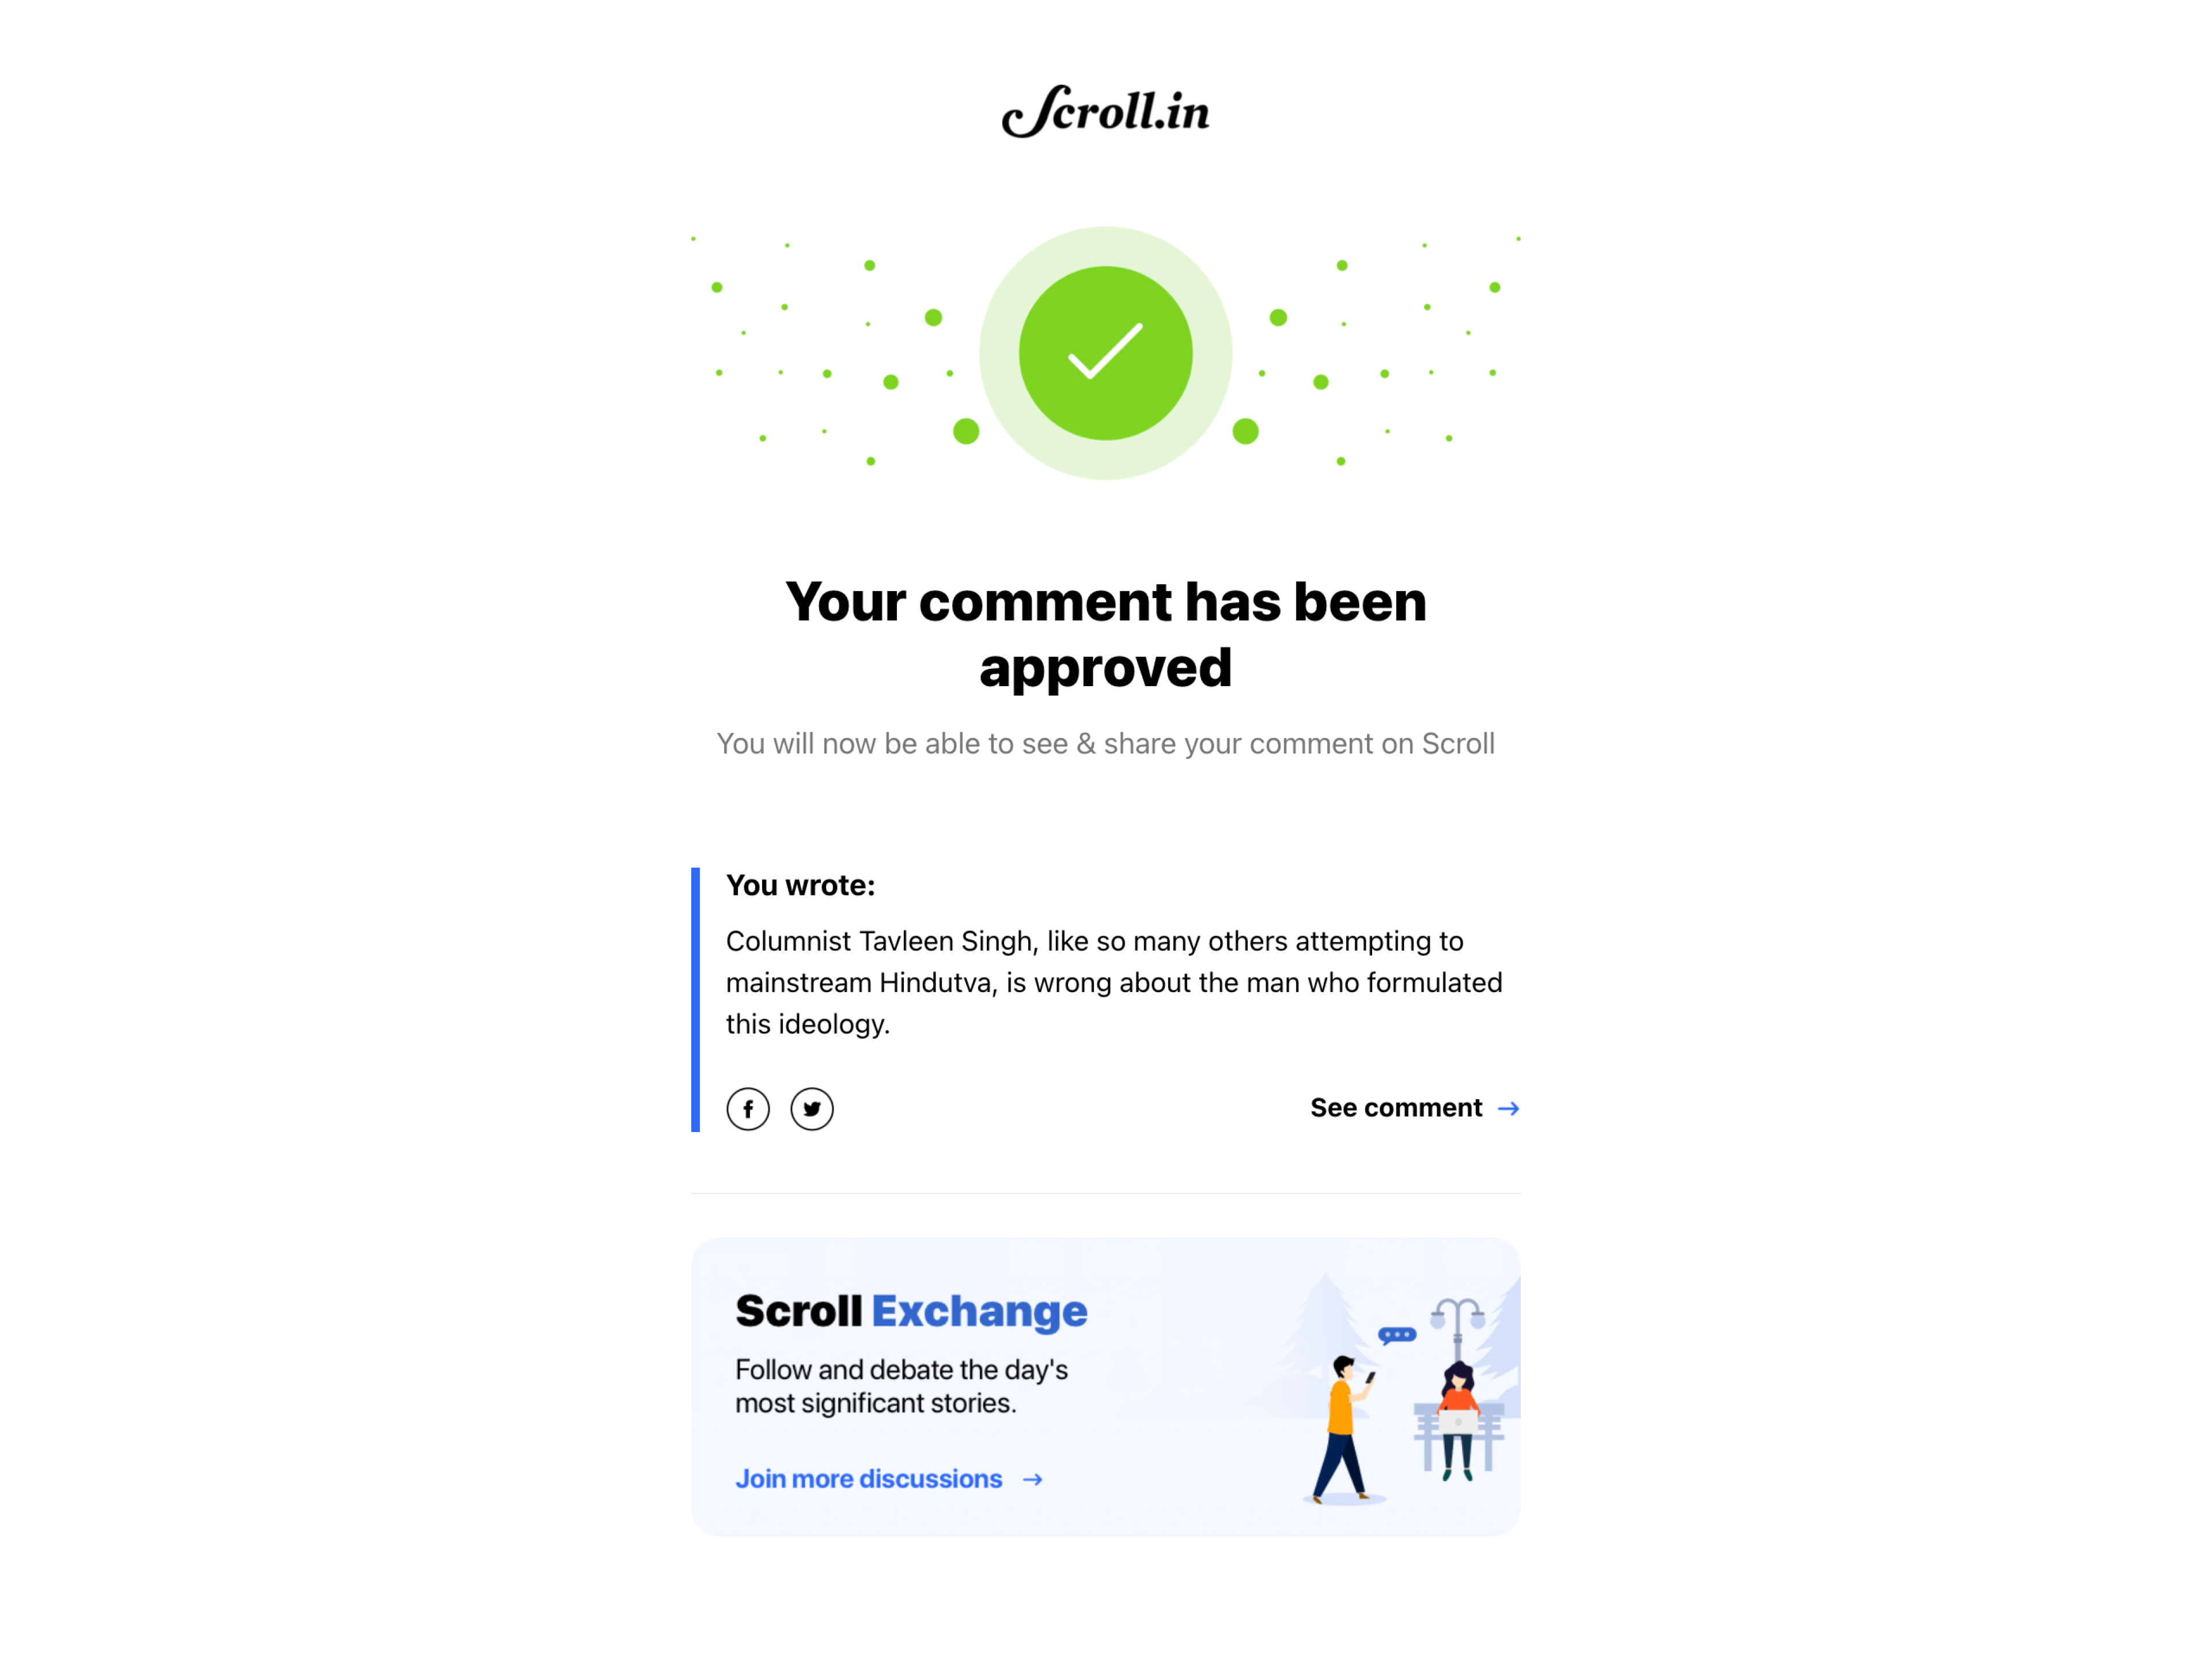 Scroll.in
Your comment has been
approved
You will now be able to see & share your comment on Scroll
You wrote:
Columnist Tavleen Singh, like so many others attempting to
mainstream Hindutva, is wrong about the man who formulated
this ideology.
See comment
Scroll Exchange
Follow and debate the day's
most significant stories.
Join more discussions